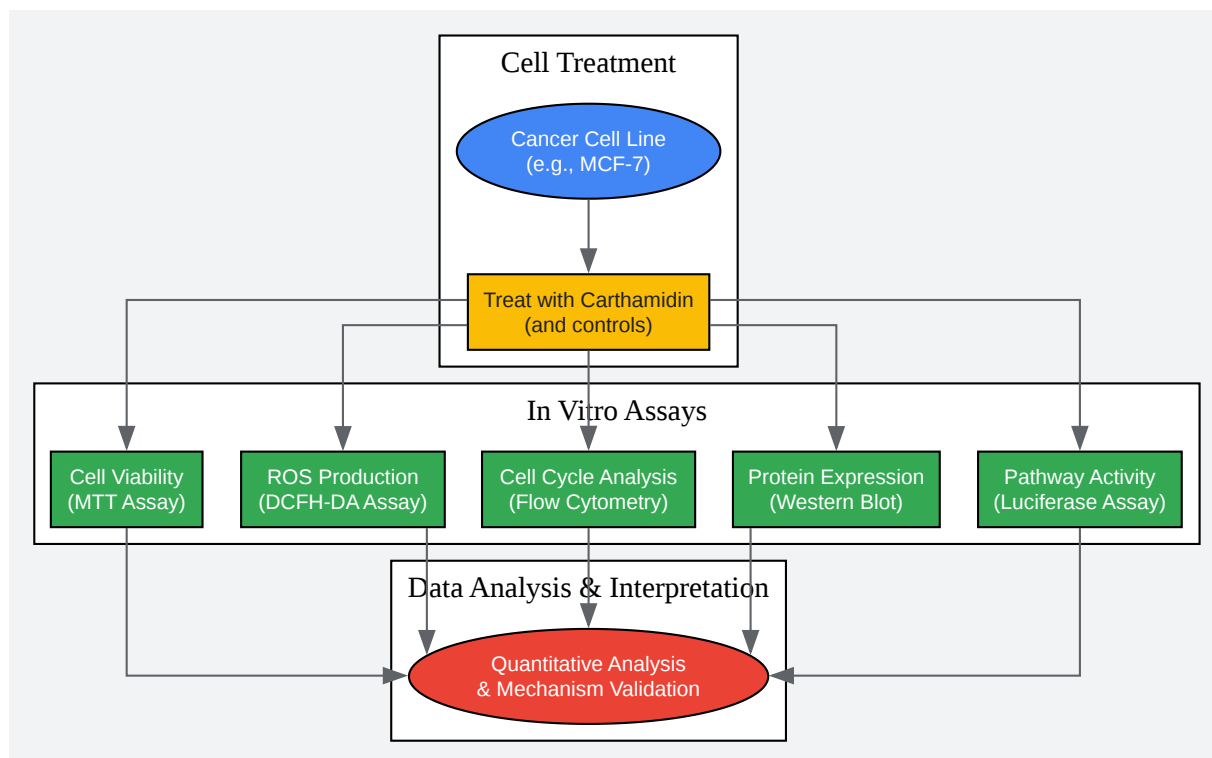 Cell Treatment
Cancer Cell Line
(e.g., MCF-7)
Treat with Carthamidin
(and controls)
In Vitro Assays
Cell Viability
(MTT Assay)
ROS Production
(DCFH-DA Assay)
Cell Cycle Analysis
(Flow Cytometry)
Protein Expression
(Western Blot)
Pathway Activity
(Luciferase Assay)
Data Analysis & Interpretation
Quantitative Analysis
& Mechanism Validation